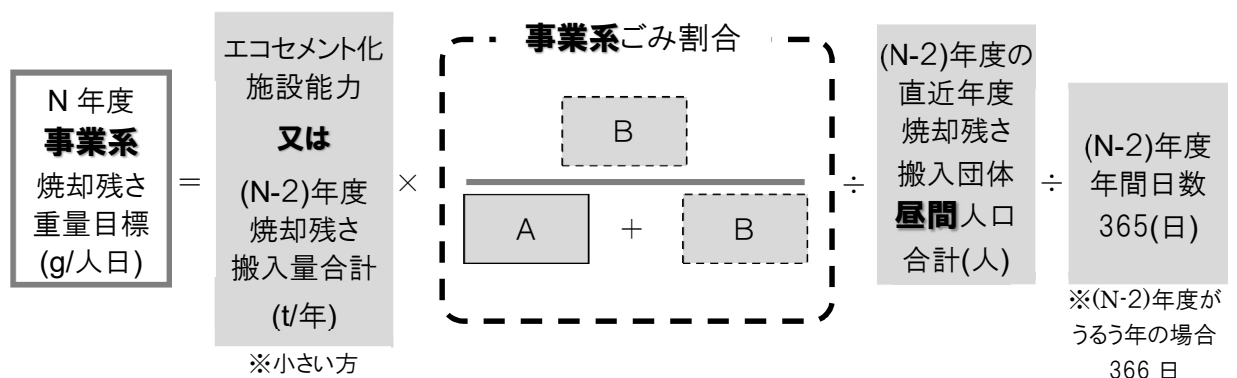 N 年度
事業系
焼却残さ
重量目標
(g/人日)
＝
エコセメント化
施設能力
又は
(N-2)年度
焼却残さ
搬入量合計
(t/年)
※小さい方
×
事業系ごみ割合
B
A + B
÷
(N-2)年度の
直近年度
焼却残さ
搬入団体
昼間人口
合計(人)
÷
(N-2)年度
年間日数
365(日)
※(N-2)年度が
うるう年の場合
366 日